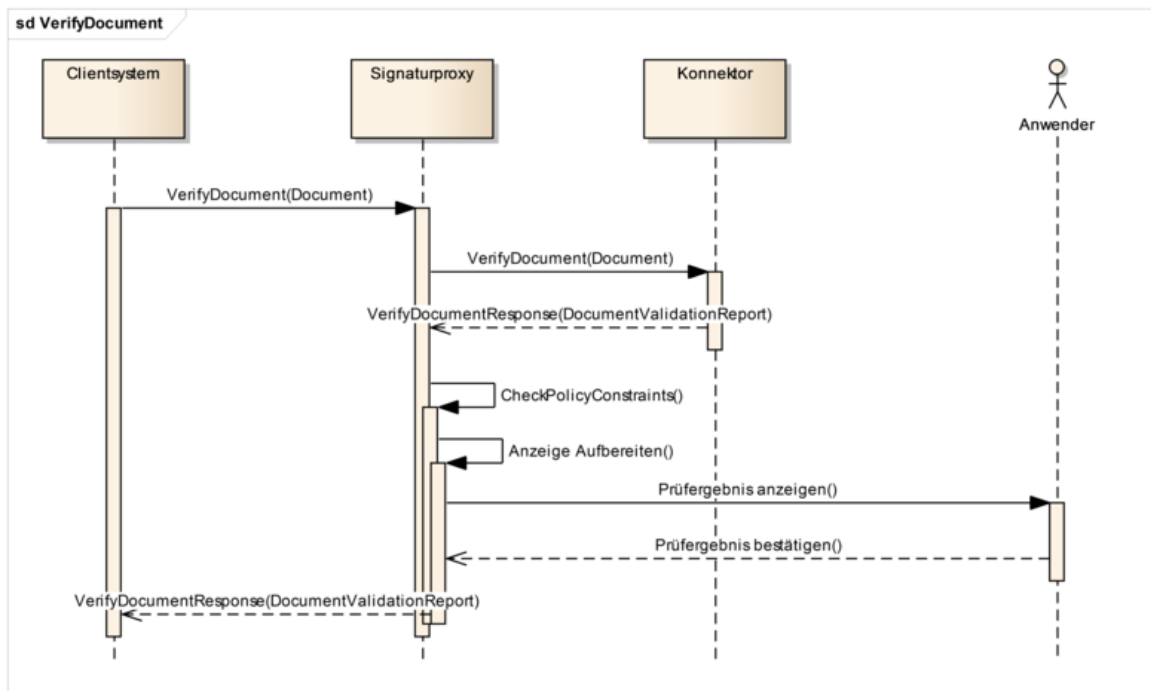 sd VerifyDocument
Clientsystem
Signaturproxy
Konnektor
Anwender
VerifyDocument(Document)
VerifyDocument(Document)
VerifyDocumentResponse(DocumentValidationReport)
CheckPolicyConstraints()
Anzeige Aufbereiten()
Prüfergebnis anzeigen()
Prüfergebnis bestätigen()
VerifyDocumentResponse(DocumentValidationReport)